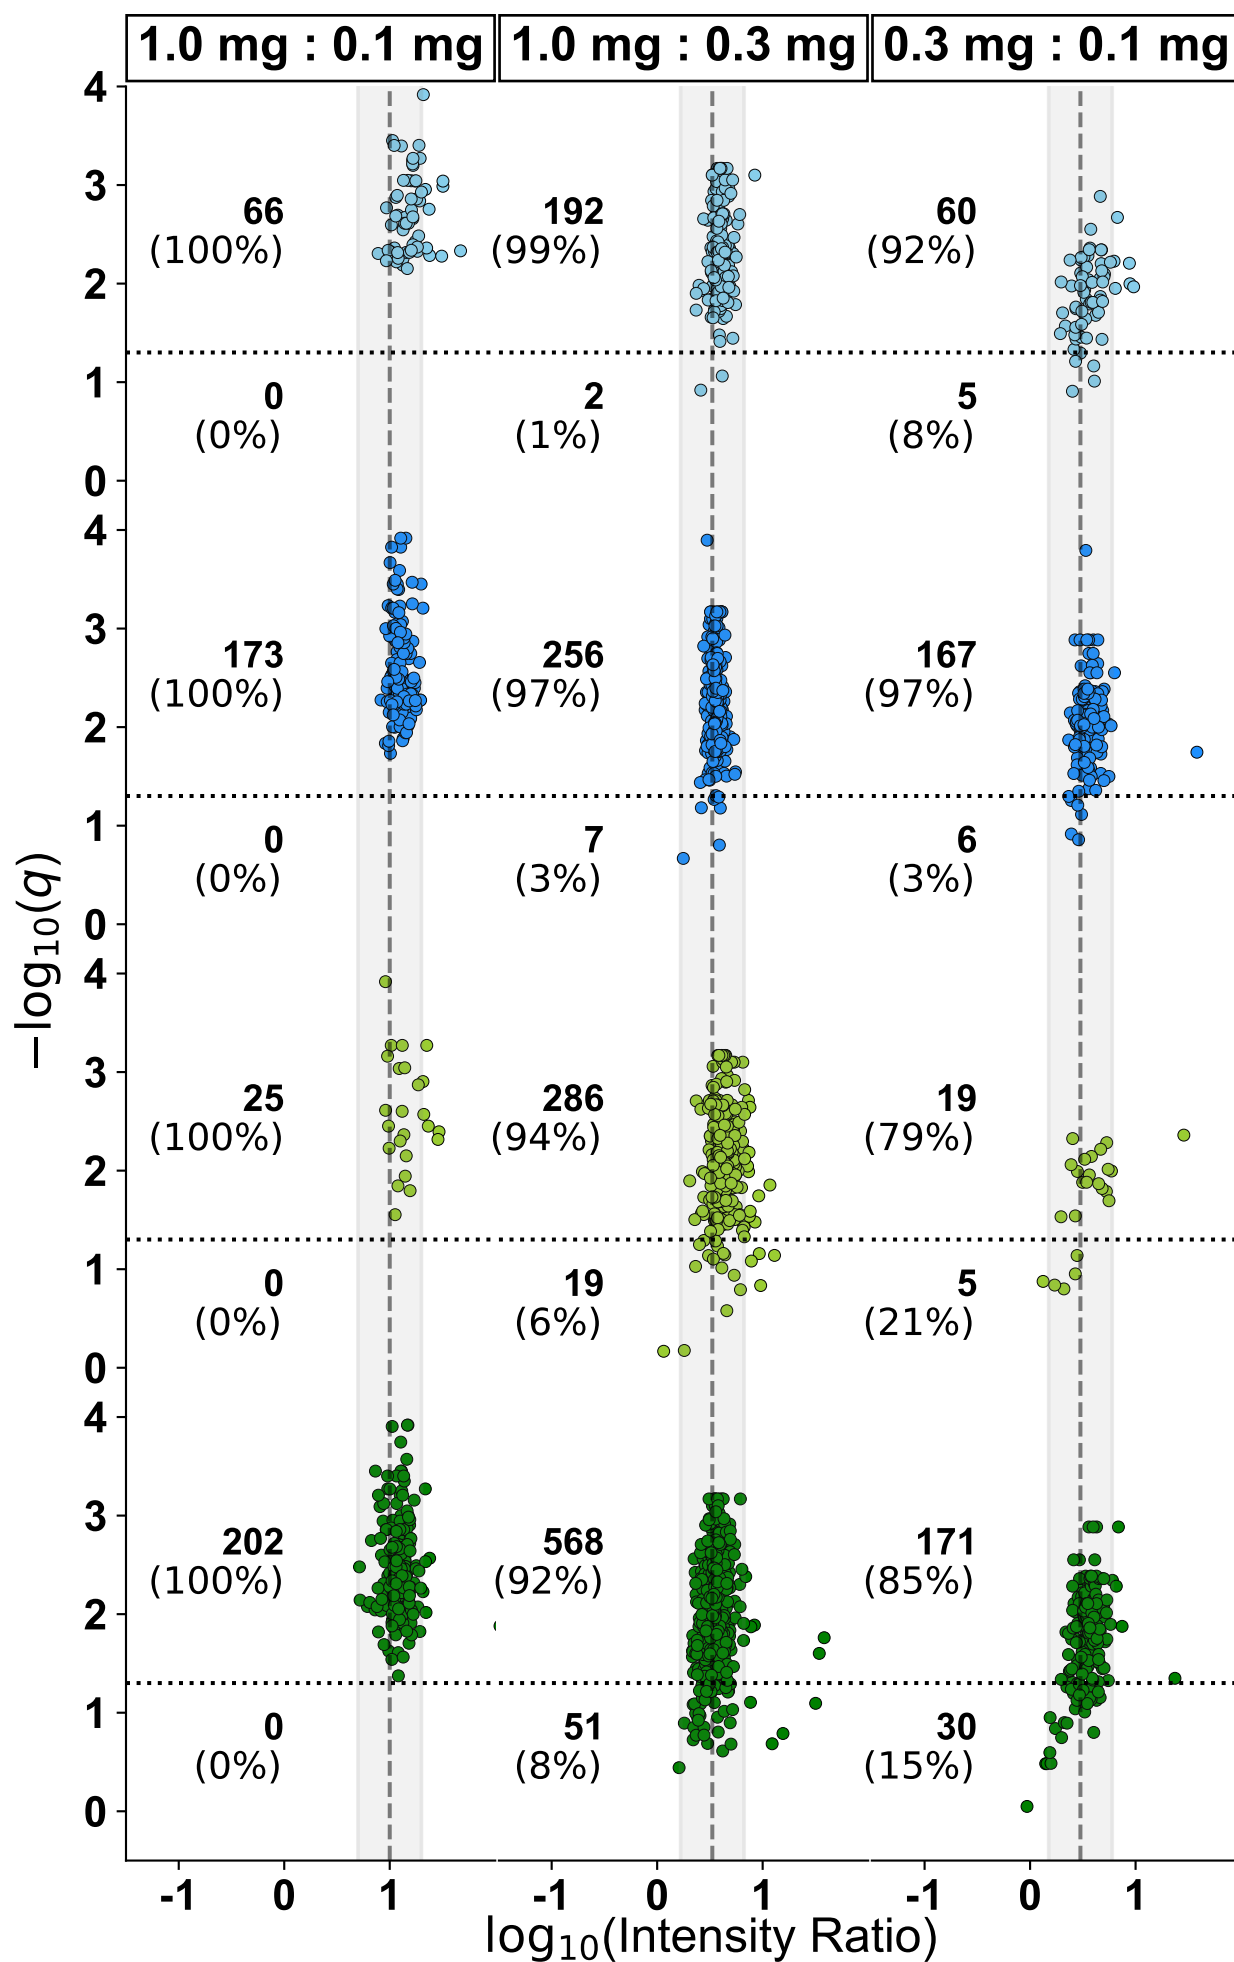 1.0 mg : 0.1 mg 1.0 mg : 0.3 mg 0.3 mg : 0.1 mg
4
3
66 192 60
(100%) (99%) (92%)
2
1
0 2 5
(0%) (1%) (8%)
0
4
3
173 256 167
(100%) (97%) (97%)
2
1
0 7 6
(0%) (3%) (3%)
0
−log10(q)
4
3
25 286 19
(100%) (94%) (79%)
2
1
0 19 5
(0%) (6%) (21%)
0
4
3
202 568 171
(100%) (92%) (85%)
2
1
0 51 30
(0%) (8%) (15%)
0
-1 0 1 -1 0 1 -1 0 1
log10(Intensity Ratio)